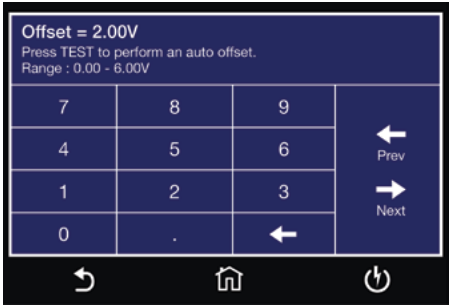 Offset = 2.00V
Press TEST to perform an auto offset.
Range : 0.00 - 6.00V
7 8 9
4 5 6
Prev
1 2 3
Next
0 .